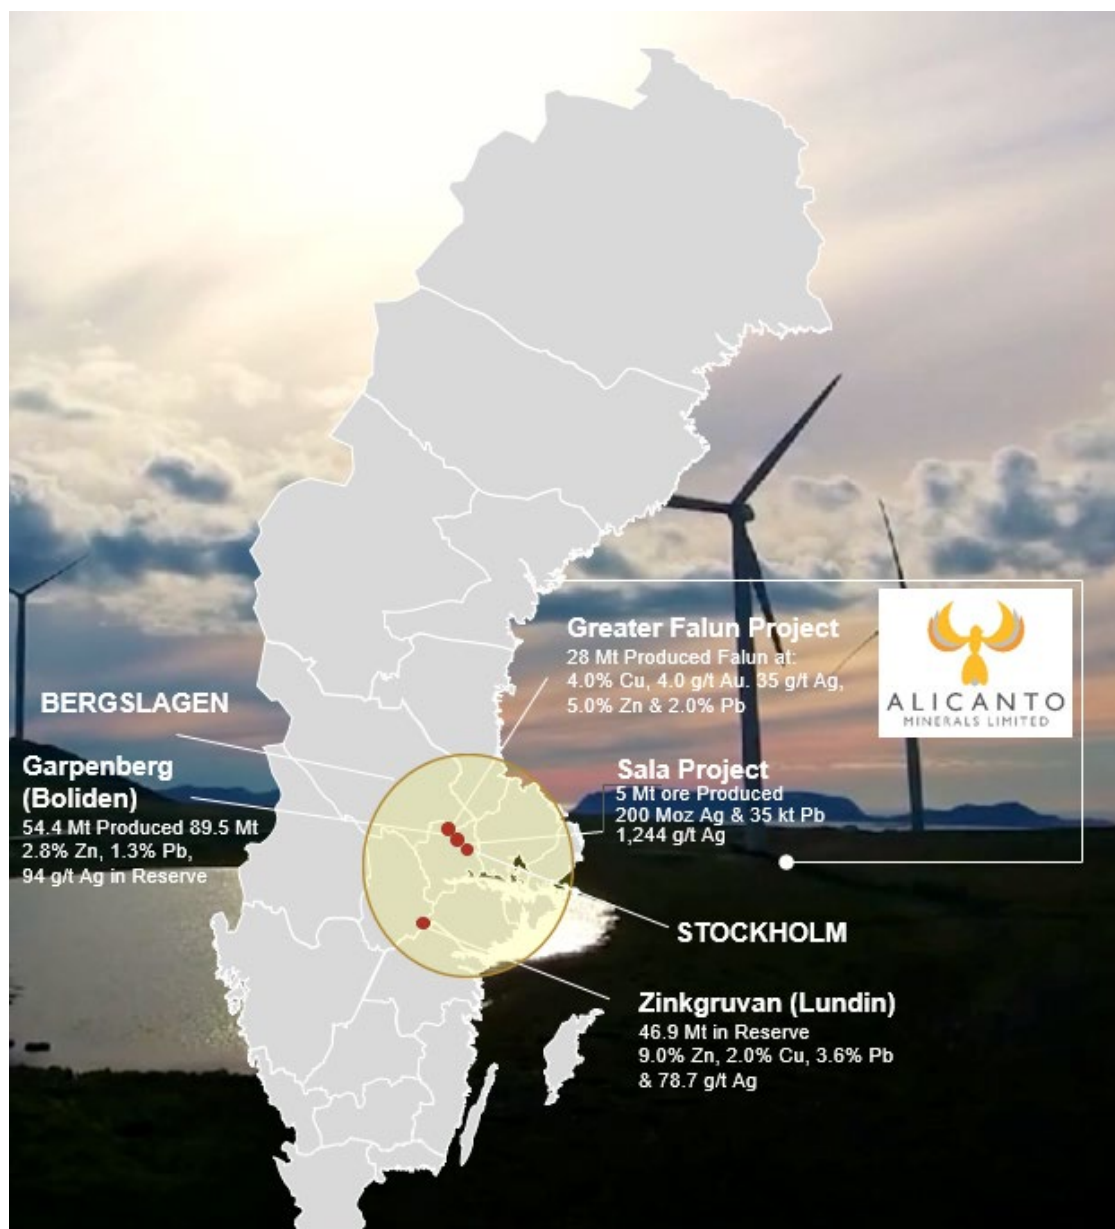 Greater Falun Project
28 Mt Produced Falun at:
4.0% Cu, 4.0 g/t Au. 35 g/t Ag,
5.0% Zn & 2.0% Pb
ALICANTO
MINERALS LIMITED
BERGSLAGEN
Garpenberg
(Boliden)
54.4 Mt Produced 89.5 Mt
2.8% Zn, 1.3% Pb,
94 g/t Ag in Reserve
Sala Project
5 Mt ore Produced
200 Moz Ag & 35 kt Pb
1,244 g/t Ag
STOCKHOLM
Zinkgruvan (Lundin)
46.9 Mt in Reserve
9.0% Zn, 2.0% Cu, 3.6% Pb
& 78.7 g/t Ag